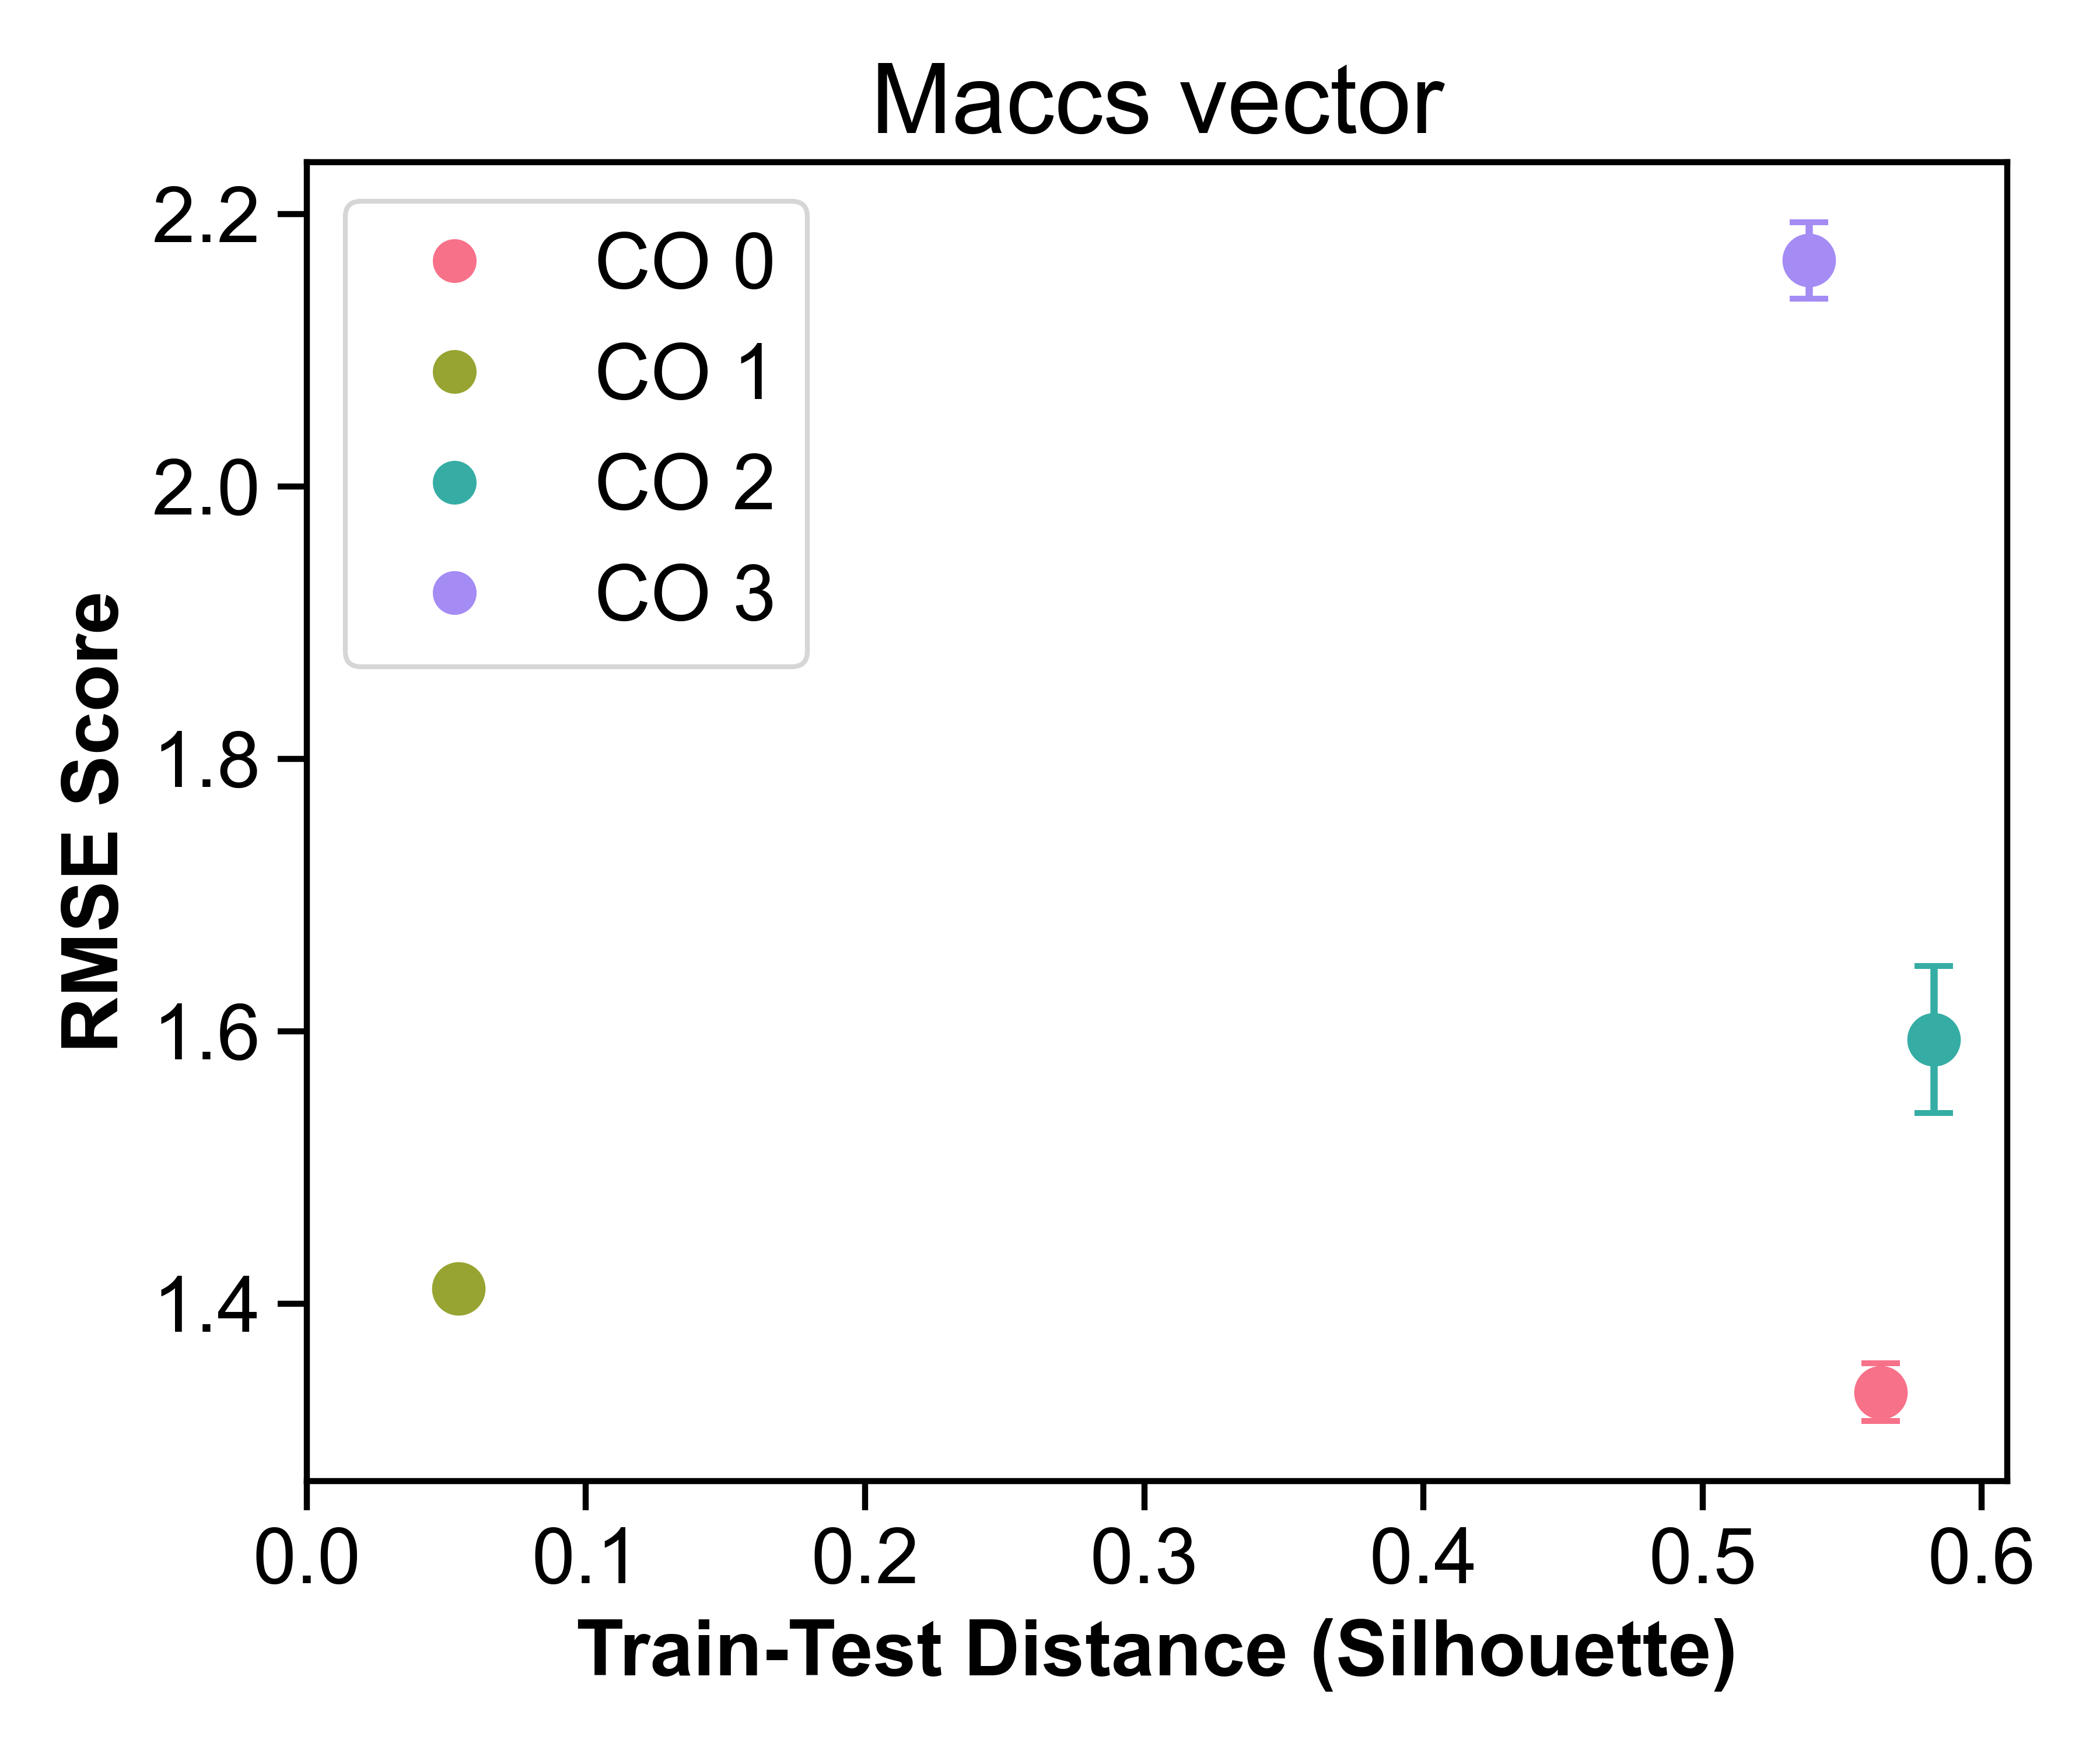 Maccs vector
CO 0
CO 1
CO 2
CO 3
RMSE Score
2.2
2.0
1.8
1.6
1.4
0.0 0.1 0.2 0.3 0.4 0.5 0.6
Train-Test Distance (Silhouette)